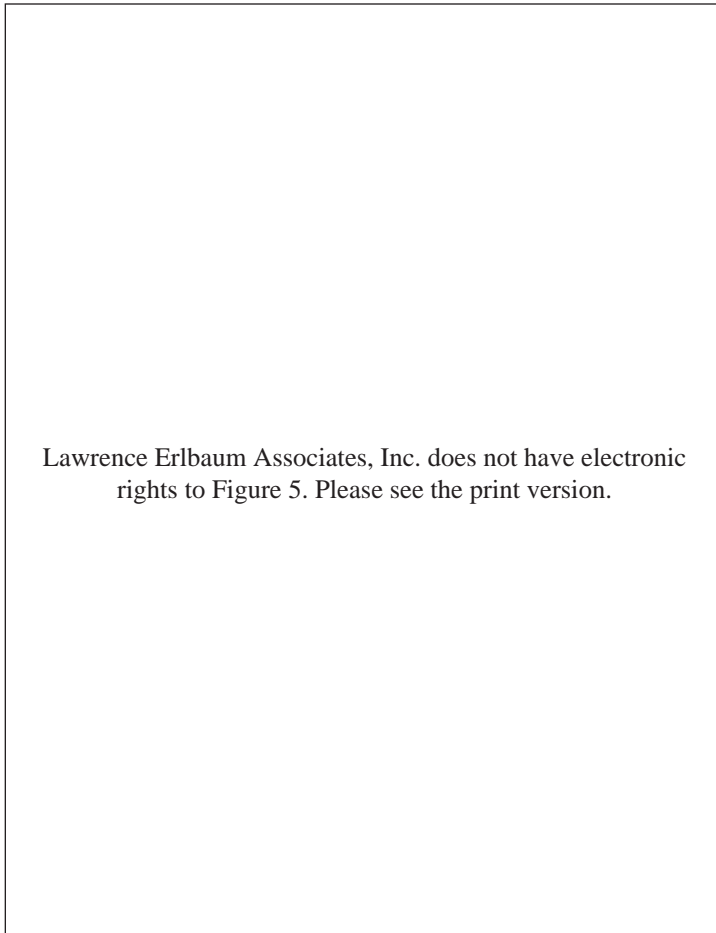 Lawrence Erlbaum Associates, Inc. does not have electronic
rights to Figure 5. Please see the print version.